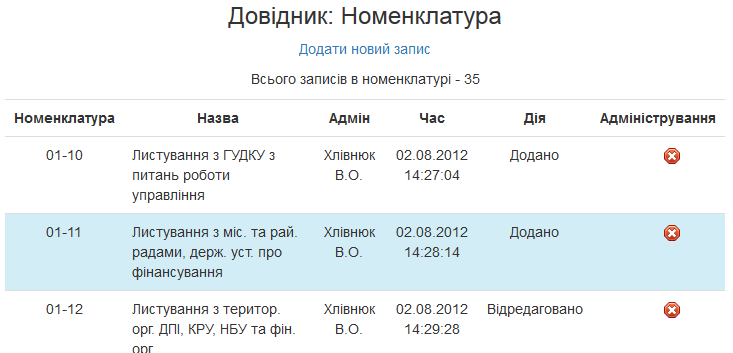 Довідник: Номенклатура
Додати новий запис
Всього записів в номенклатурі - 35
Номенклатура Назва Адмін Час Дія Адміністрування
01-10 Листування з ГУДКУ з Хлівнюк 02.08.2012 Додано
питань роботи В.О. 14:27:04
управління
01-11 Листування з міс. та рай. Хлівнюк 02.08.2012 Додано
радами, держ. уст. про В.О. 14:28:14
фінансування
01-12 Листування з територ. Хлівнюк 02.08.2012 Відредаговано
орг. ДПІ, КРУ, НБУ та фін. В.О. 14:29:28
орг